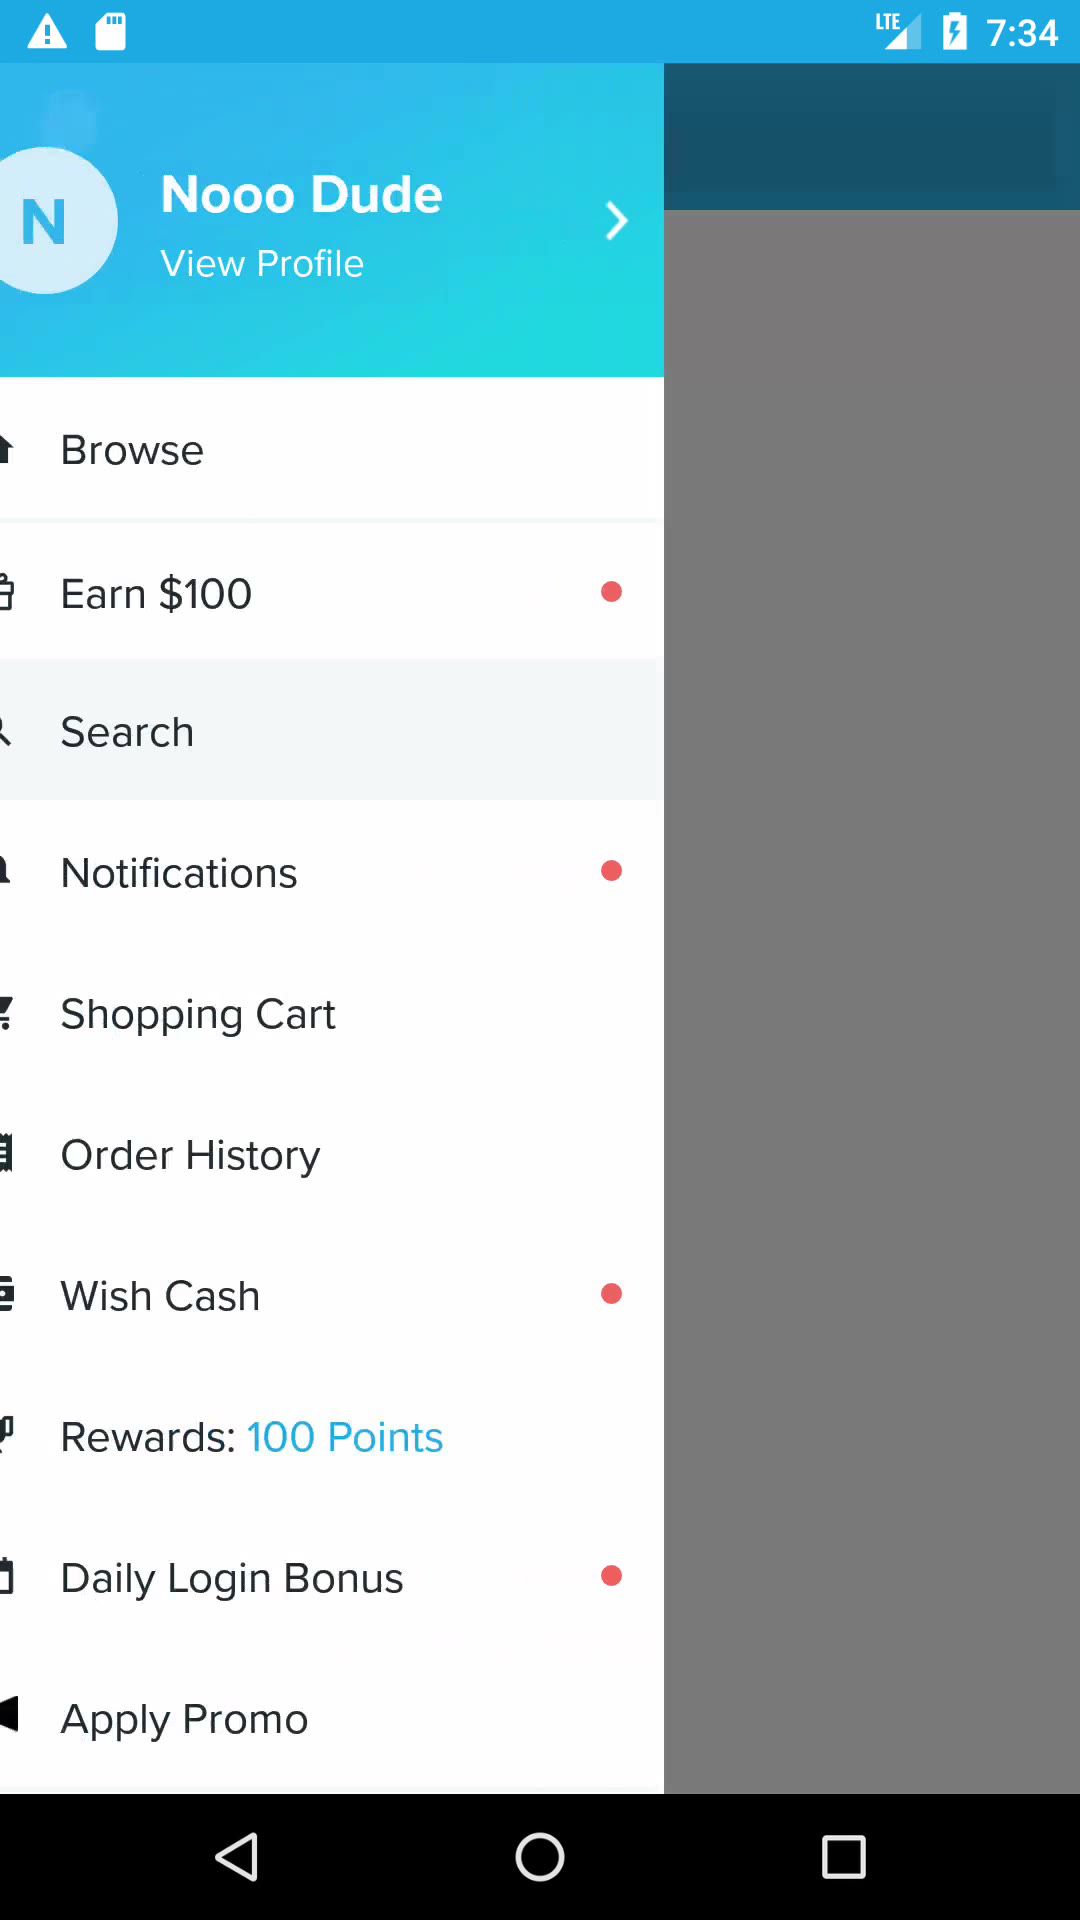 LTE 7:34
N
Nooo Dude
View Profile
Browse
Earn $100
Search
Notifications
Shopping Cart
Order History
Wish Cash
Rewards: 100 Points
Daily Login Bonus
Apply Promo